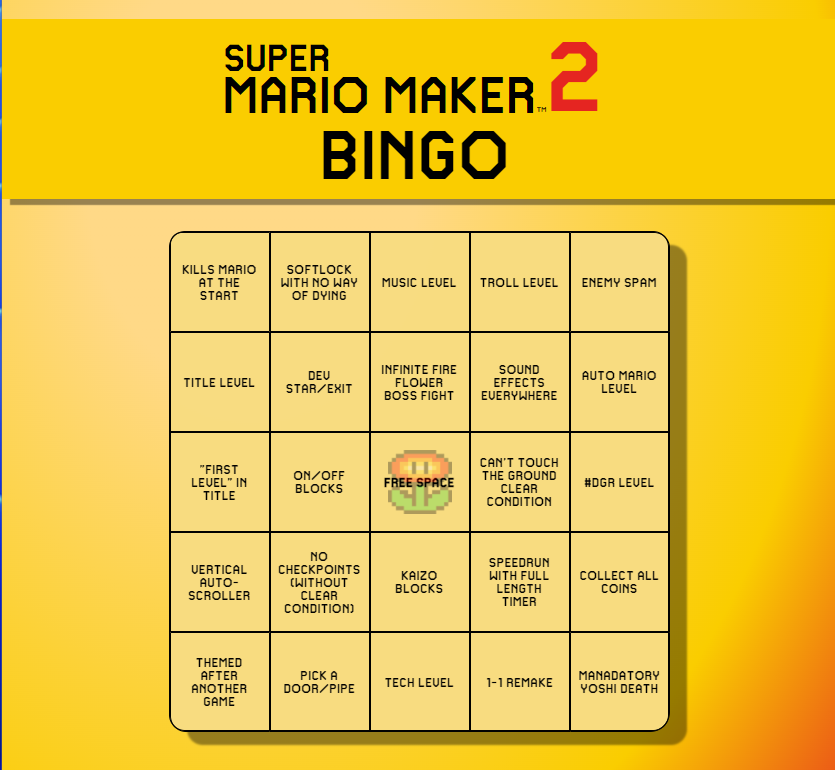 SUPER
MARIO MAKER™ 2
BINGO
KILLS MARIO
AT THE
START
SOFTLOCK
WITH NO WAY
OF DYING
MUSIC LEVEL
TROLL LEVEL
ENEMY SPAM
TITLE LEVEL
DEV
STAR/EXIT
INFINITE FIRE
FLOWER
BOSS FIGHT
SOUND
EFFECTS
EVERYWHERE
AUTO MARIO
LEVEL
"FIRST
LEVEL" IN
TITLE
ON/OFF
BLOCKS
FREE SPACE
CAN'T TOUCH
THE GROUND
CLEAR
CONDITION
#DGR LEVEL
VERTICAL
AUTO-
SCROLLER
NO
CHECKPOINTS
(WITHOUT
CLEAR
CONDITION)
KAIZO
BLOCKS
SPEEDRUN
WITH FULL
LENGTH
TIMER
COLLECT ALL
COINS
THEMED
AFTER
ANOTHER
GAME
PICK A
DOOR/PIPE
TECH LEVEL
1-1 REMAKE
MANADATORY
YOSHI DEATH